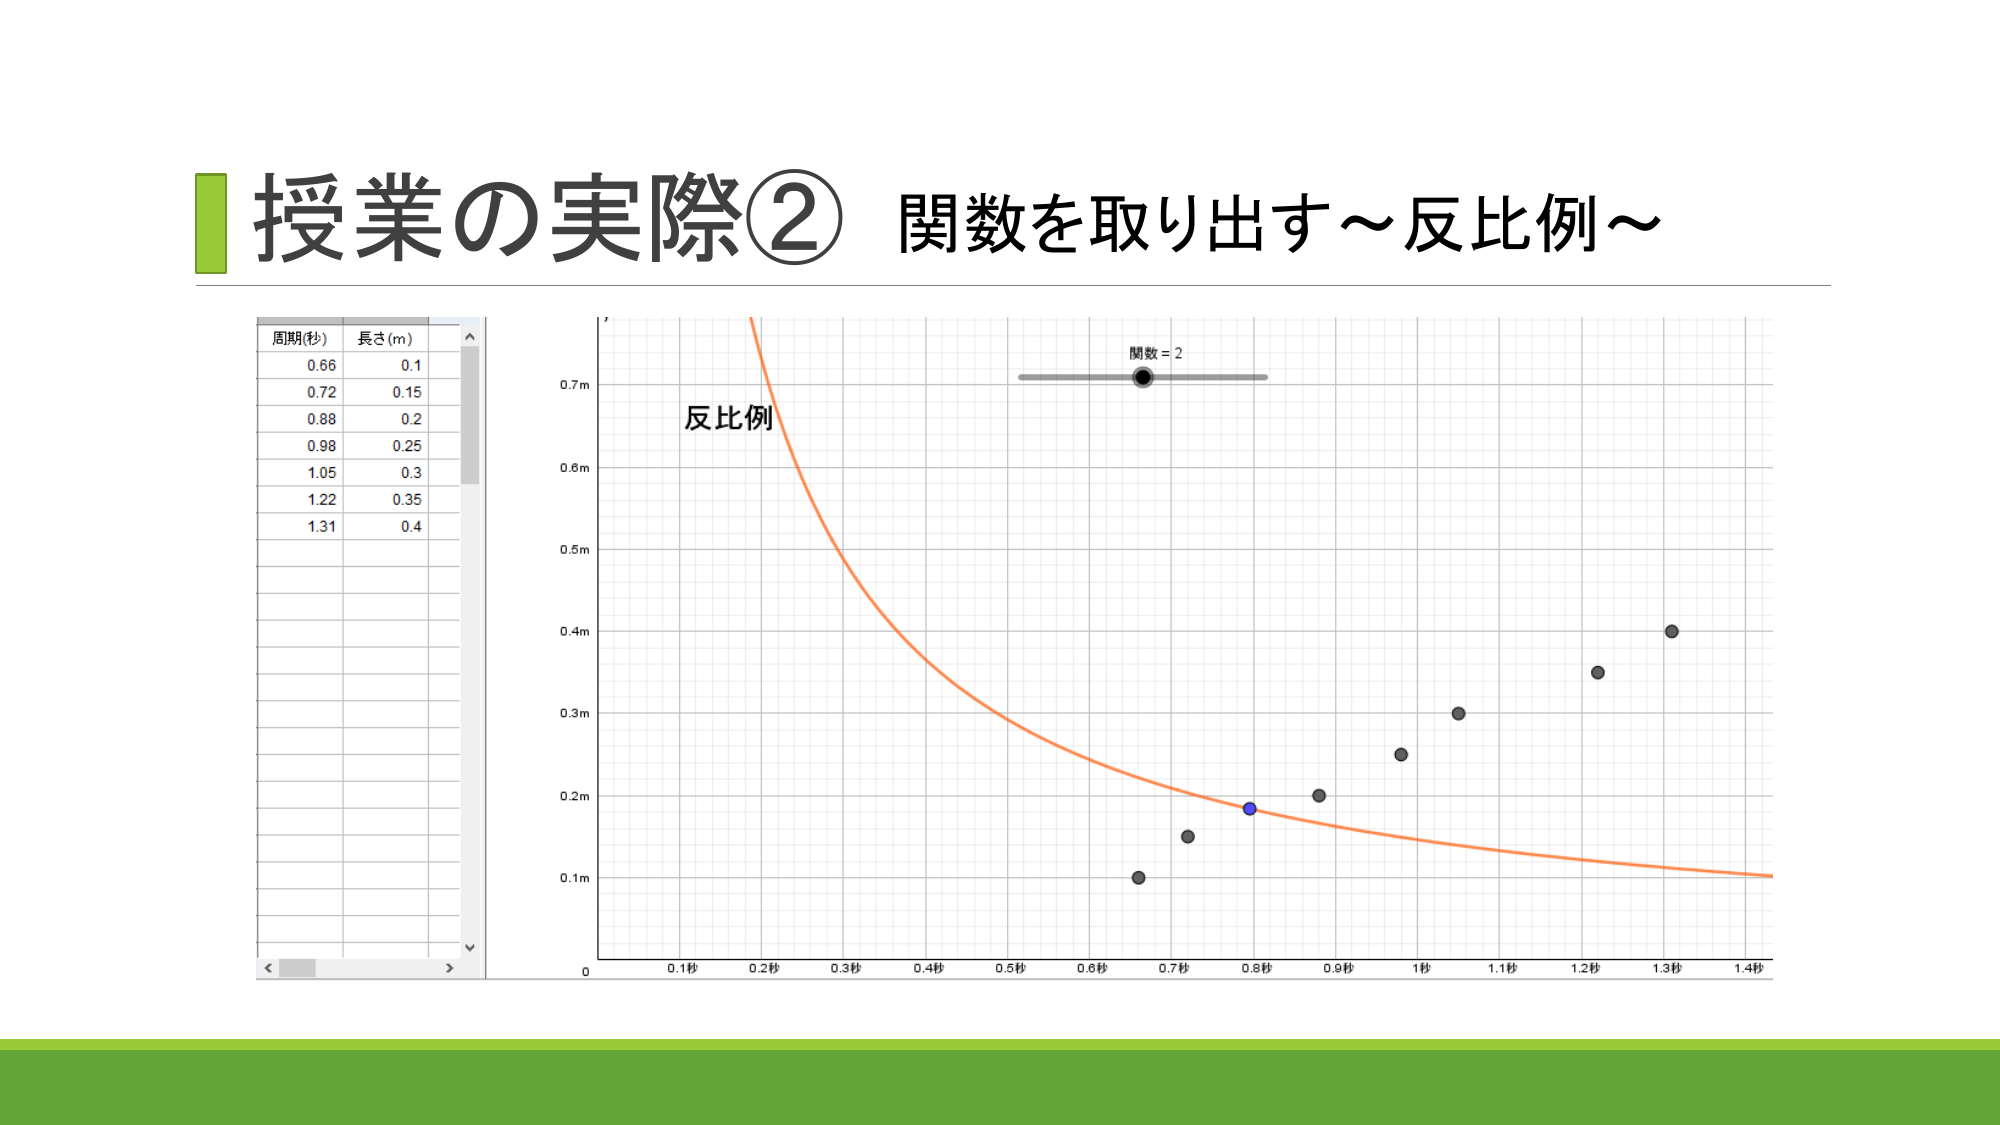 授業の実際② 関数を取り出す～反比例～
周期(秒) 長さ(m)
0.66 0.1
0.72 0.15
0.88 0.2
0.98 0.25
1.05 0.3
1.22 0.35
1.31 0.4
関数 = 2
反比例
0.7m
0.6m
0.5m
0.4m
0.3m
0.2m
0.1m
0 0.1秒 0.2秒 0.3秒 0.4秒 0.5秒 0.6秒 0.7秒 0.8秒 0.9秒 1秒 1.1秒 1.2秒 1.3秒 1.4秒